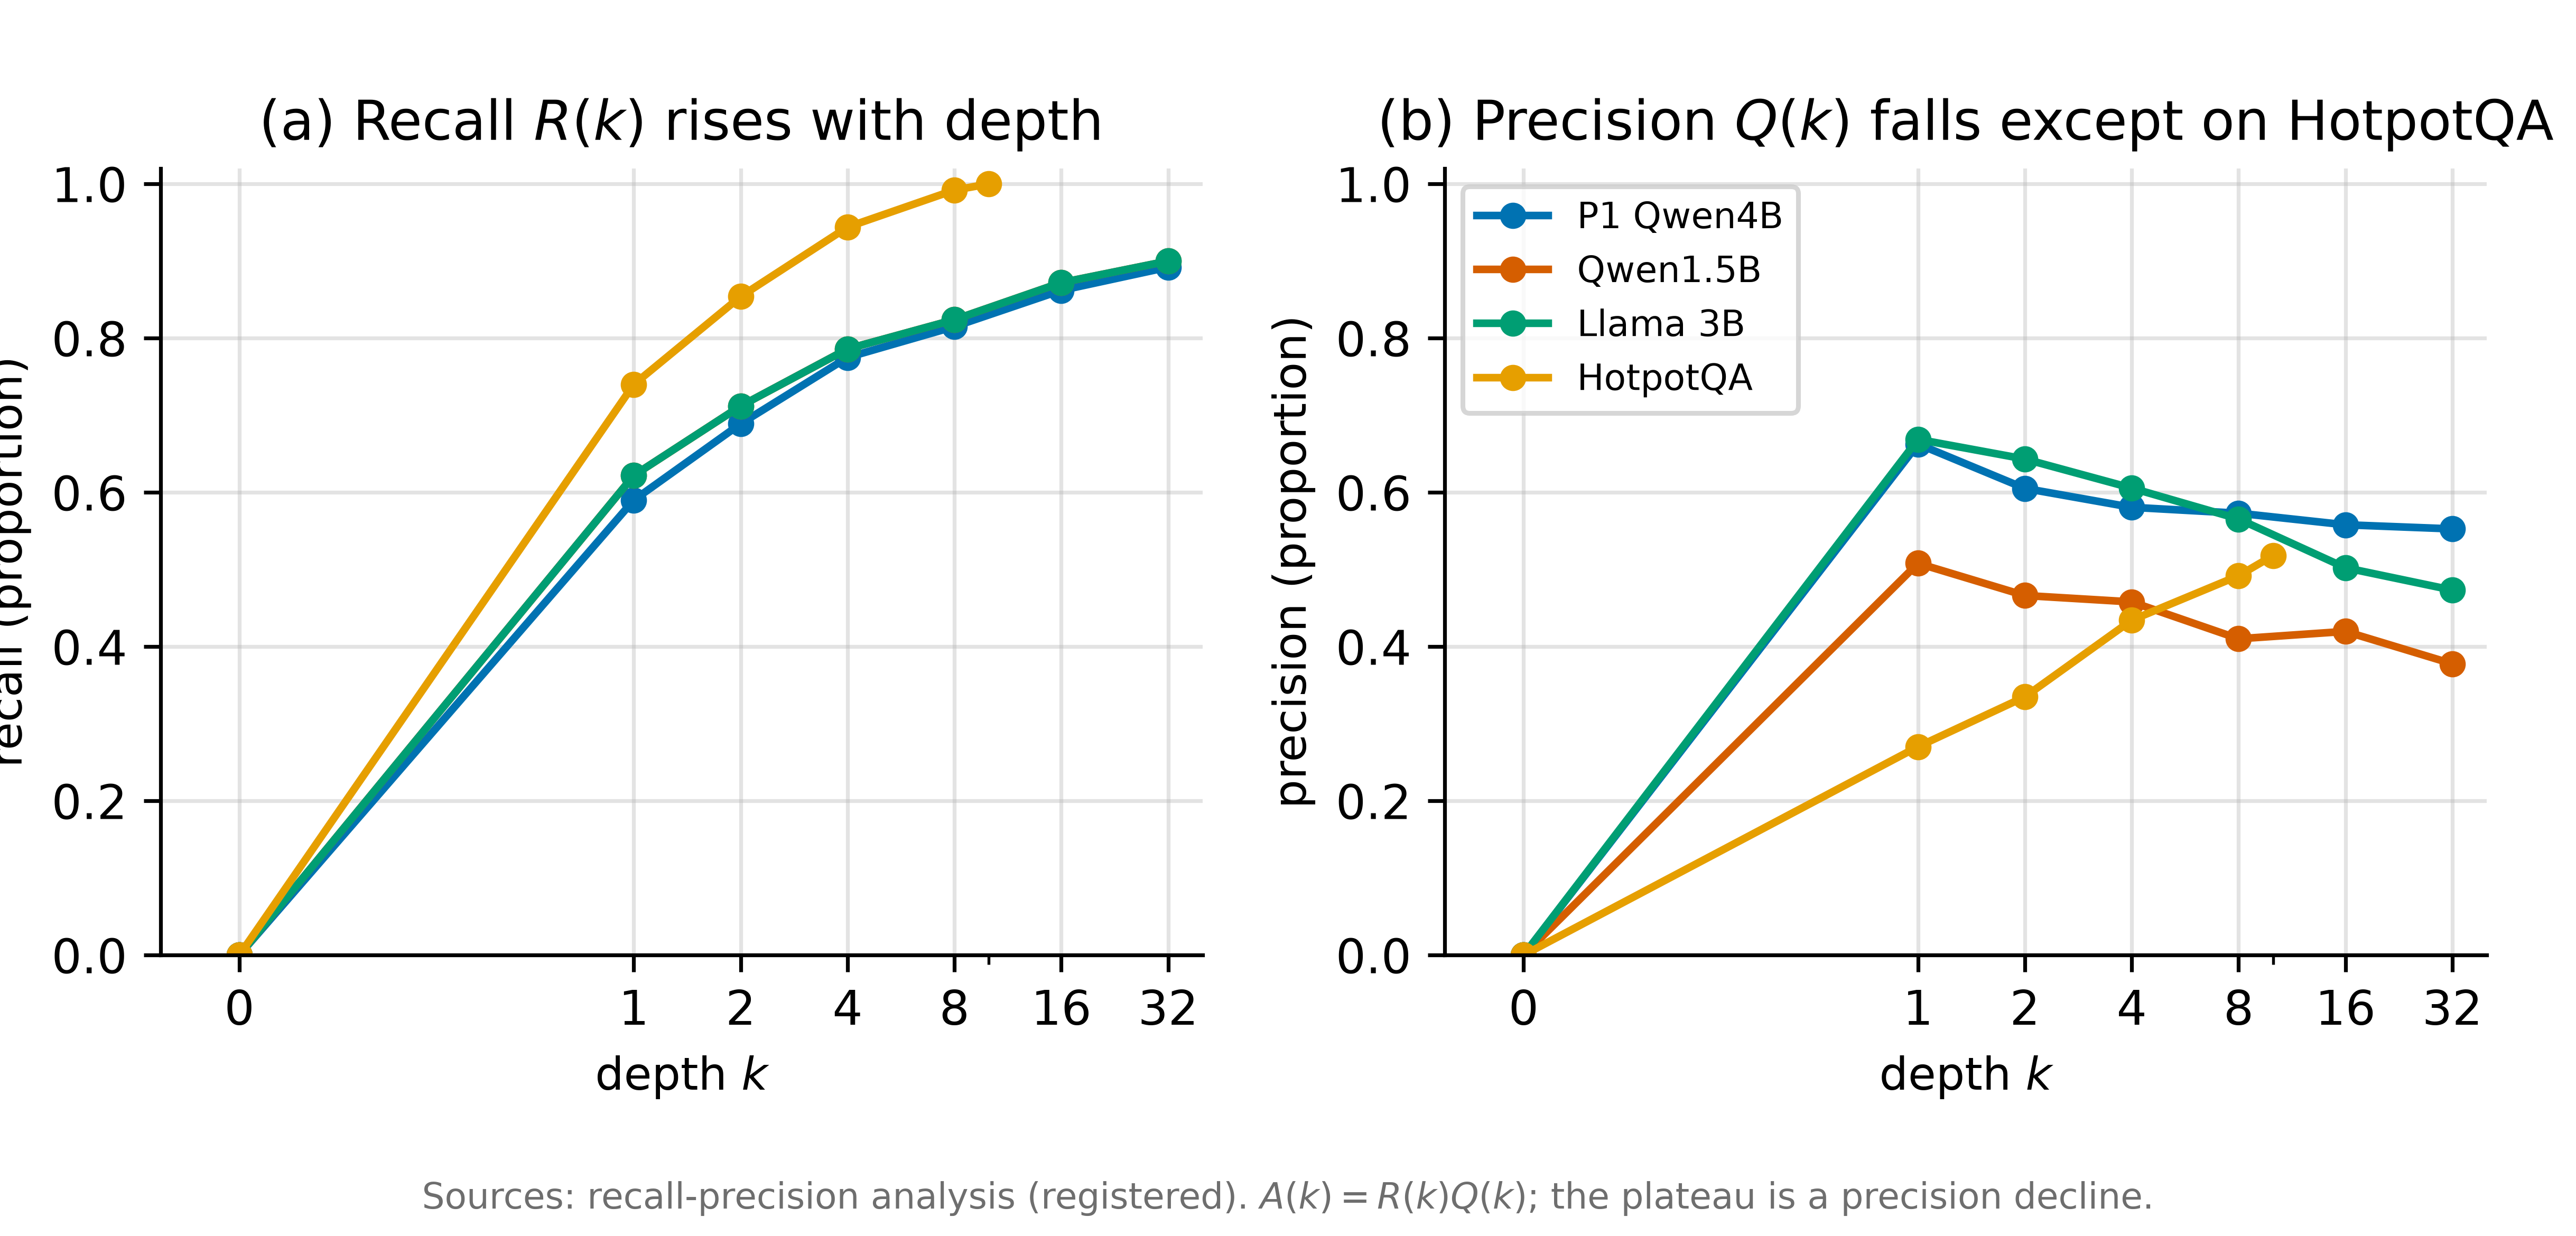 (a) Recall R(k) rises with depth
1.0
0.8
0.6
0.4
0.2
0.0
recall (proportion)
0 1 2 4 8 16 32
depth k
(b) Precision Q(k) falls except on HotpotQA
1.0
0.8
0.6
0.4
0.2
0.0
precision (proportion)
P1 Qwen4B
Qwen1.5B
Llama 3B
HotpotQA
0 1 2 4 8 16 32
depth k
Sources: recall-precision analysis (registered). A(k) = R(k)Q(k); the plateau is a precision decline.